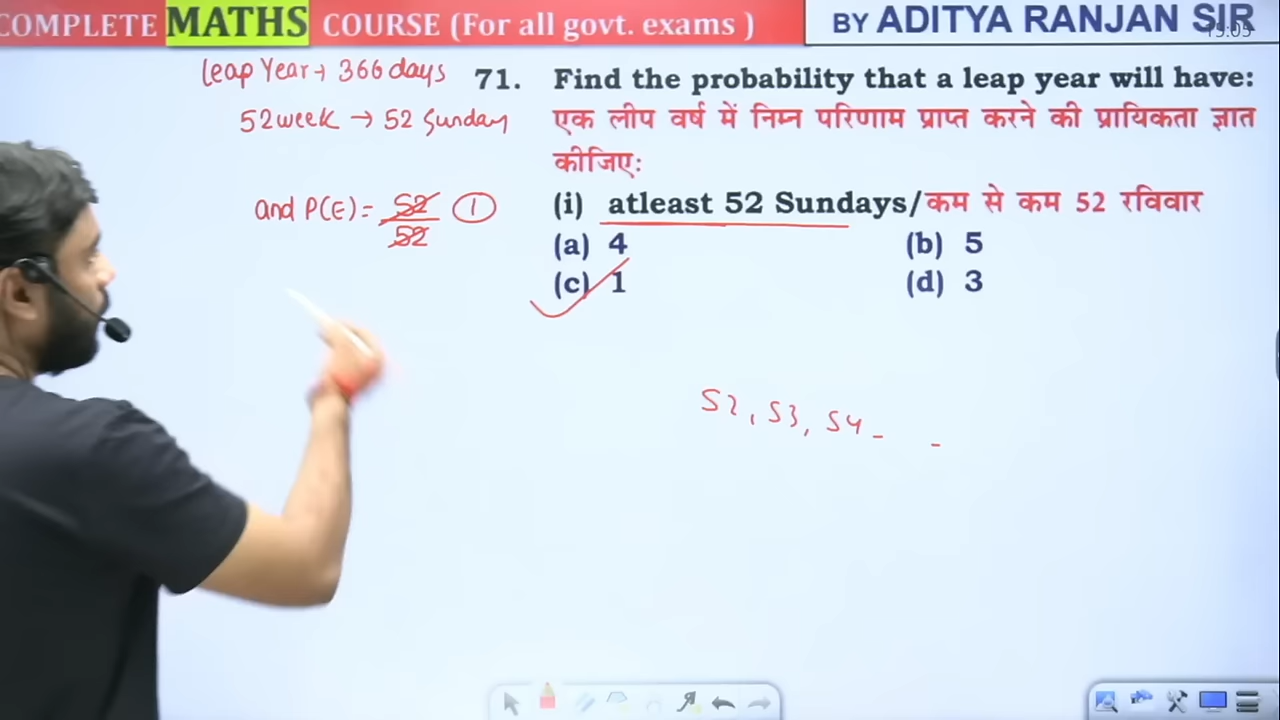 COMPLETE MATHS COURSE (For all govt. exams )
BY ADITYA RANJAN SIR
15:05
Leap Year → 366 days
52 week → 52 Sunday
and P(E) = 52/52 1
71. Find the probability that a leap year will have:
एक लीप वर्ष में निम्न परिणाम प्राप्त करने की प्रायिकता ज्ञात
कीजिए:
(i) atleast 52 Sundays/कम से कम 52 रविवार
(a) 4 (b) 5
(c) 1 (d) 3
52, 53, 54 - -